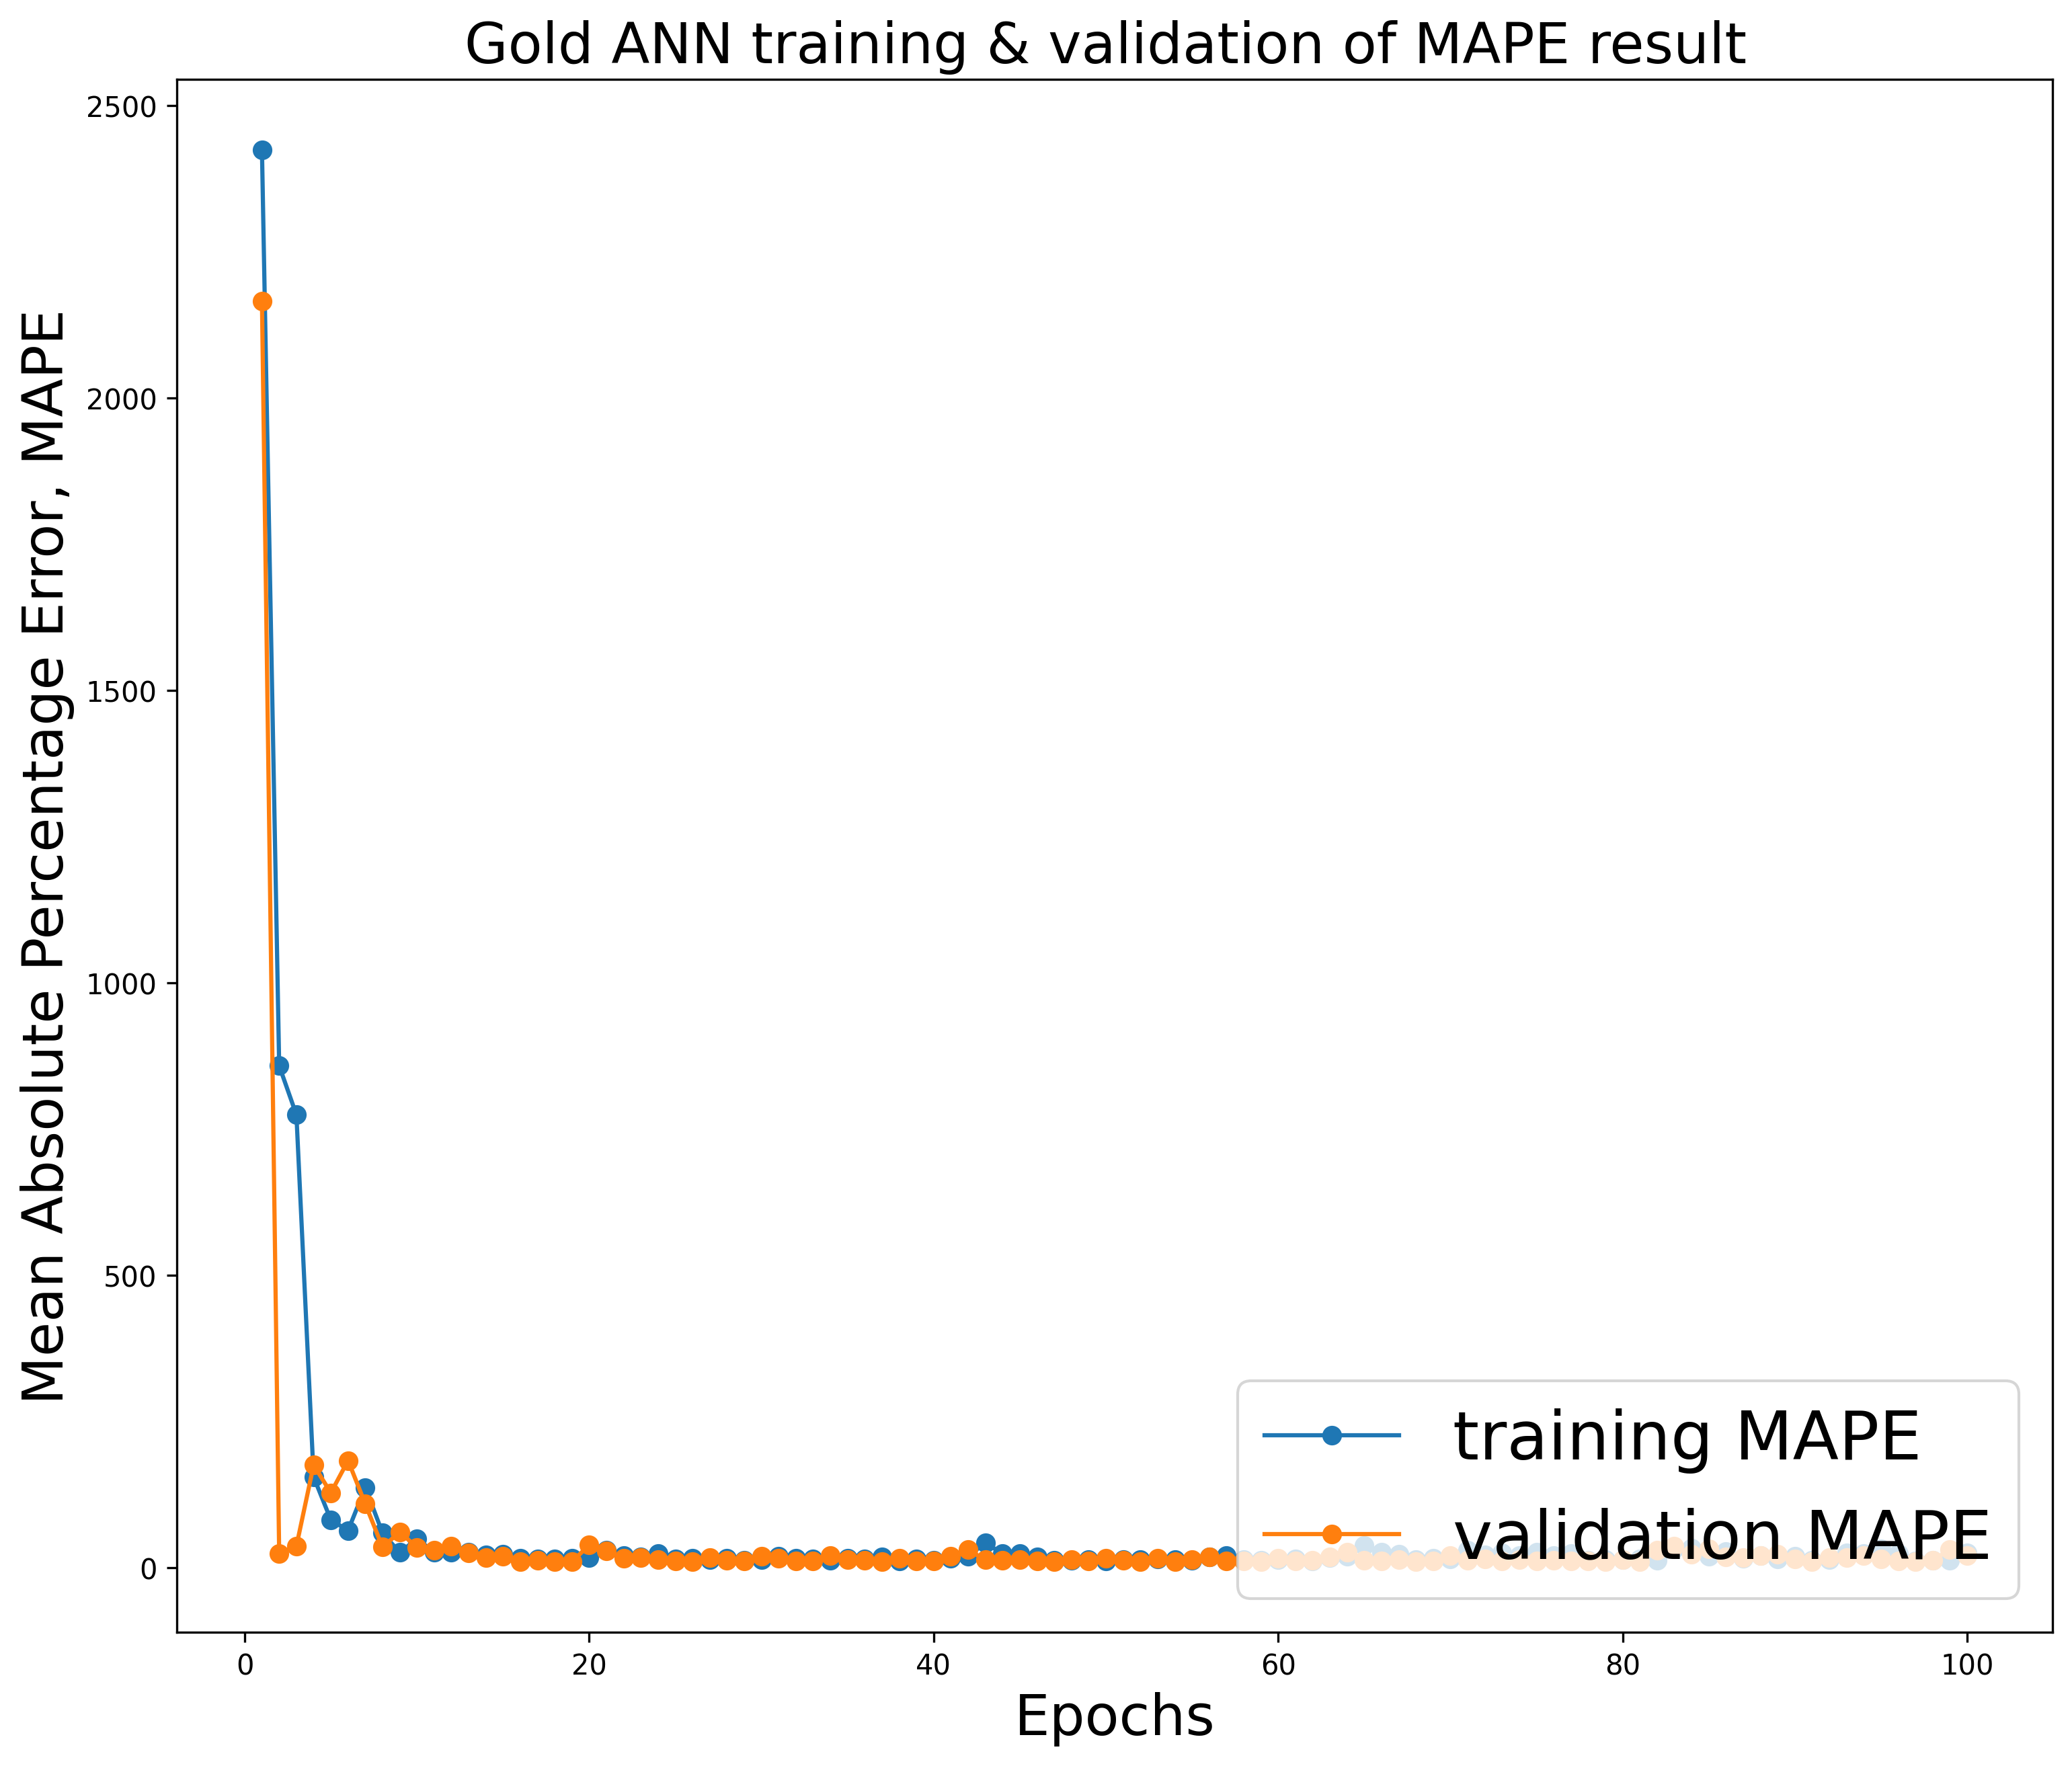 Gold ANN training & validation of MAPE result
Mean Absolute Percentage Error, MAPE
2500
2000
1500
1000
500
0
training MAPE
validation MAPE
0 20 40 60 80 100
Epochs